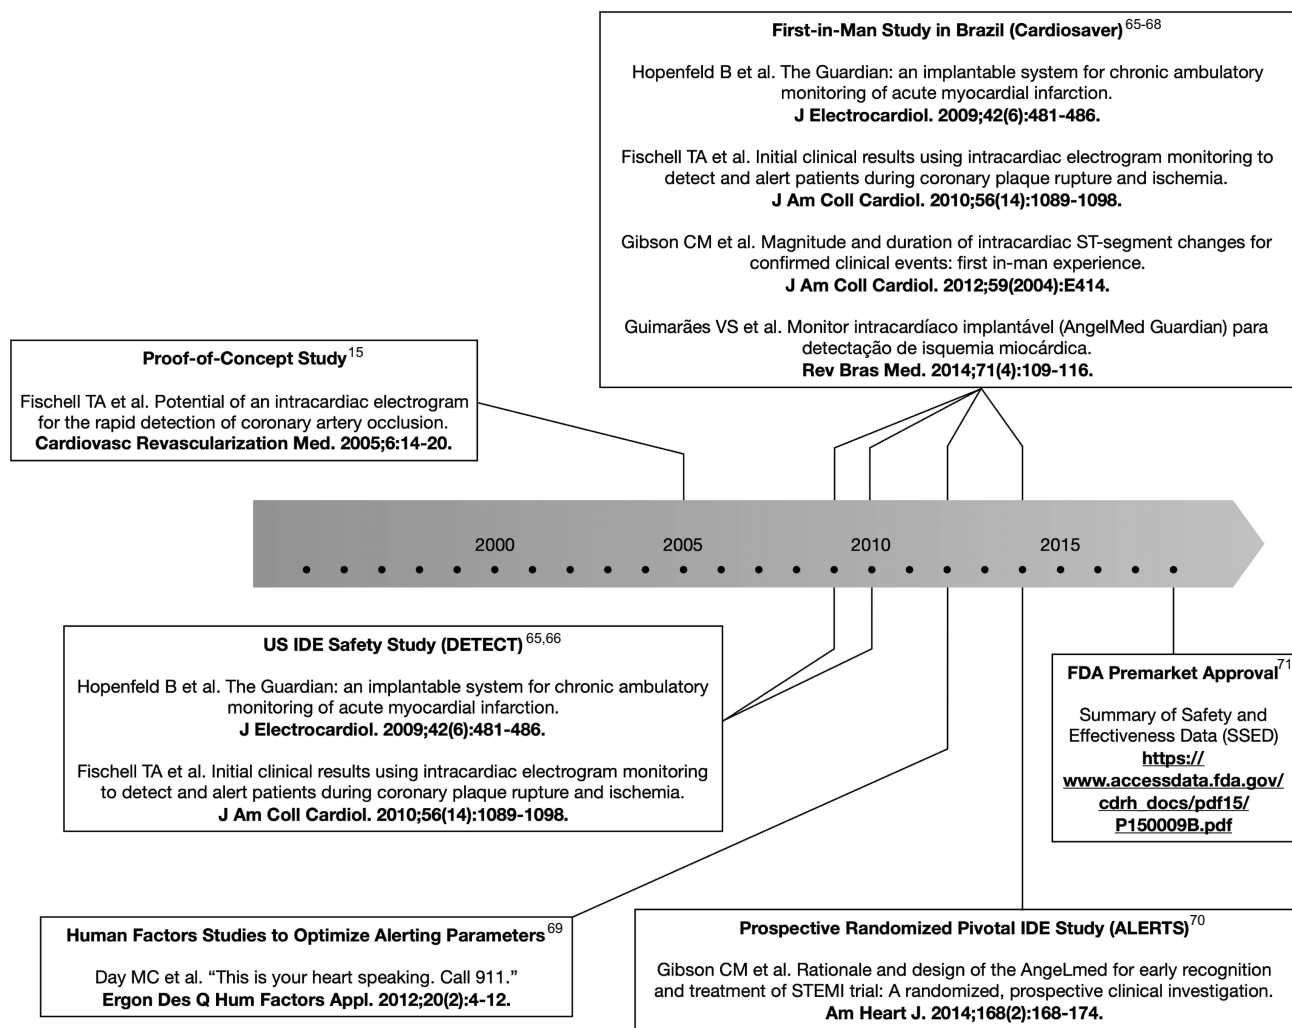 First-in-Man Study in Brazil (Cardiosaver)65-68
Hopenfeld B et al. The Guardian: an implantable system for chronic ambulatory
monitoring of acute myocardial infarction.
J Electrocardiol. 2009;42(6):481-486.
Fischell TA et al. Initial clinical results using intracardiac electrogram monitoring to
detect and alert patients during coronary plaque rupture and ischemia.
J Am Coll Cardiol. 2010;56(14):1089-1098.
Gibson CM et al. Magnitude and duration of intracardiac ST-segment changes for
confirmed clinical events: first in-man experience.
J Am Coll Cardiol. 2012;59(2004):E414.
Guimarães VS et al. Monitor intracardíaco implantável (AngelMed Guardian) para
detectação de isquemia miocárdica.
Rev Bras Med. 2014;71(4):109-116.
Proof-of-Concept Study15
Fischell TA et al. Potential of an intracardiac electrogram
for the rapid detection of coronary artery occlusion.
Cardiovasc Revascularization Med. 2005;6:14-20.
2000 2005 2010 2015
US IDE Safety Study (DETECT)65,66
Hopenfeld B et al. The Guardian: an implantable system for chronic ambulatory
monitoring of acute myocardial infarction.
J Electrocardiol. 2009;42(6):481-486.
Fischell TA et al. Initial clinical results using intracardiac electrogram monitoring
to detect and alert patients during coronary plaque rupture and ischemia.
J Am Coll Cardiol. 2010;56(14):1089-1098.
FDA Premarket Approval71
Summary of Safety and
Effectiveness Data (SSED)
https://
www.accessdata.fda.gov/
cdrh_docs/pdf15/
P150009B.pdf
Human Factors Studies to Optimize Alerting Parameters69
Day MC et al. “This is your heart speaking. Call 911.”
Ergon Des Q Hum Factors Appl. 2012;20(2):4-12.
Prospective Randomized Pivotal IDE Study (ALERTS)70
Gibson CM et al. Rationale and design of the AngeLmed for early recognition
and treatment of STEMI trial: A randomized, prospective clinical investigation.
Am Heart J. 2014;168(2):168-174.